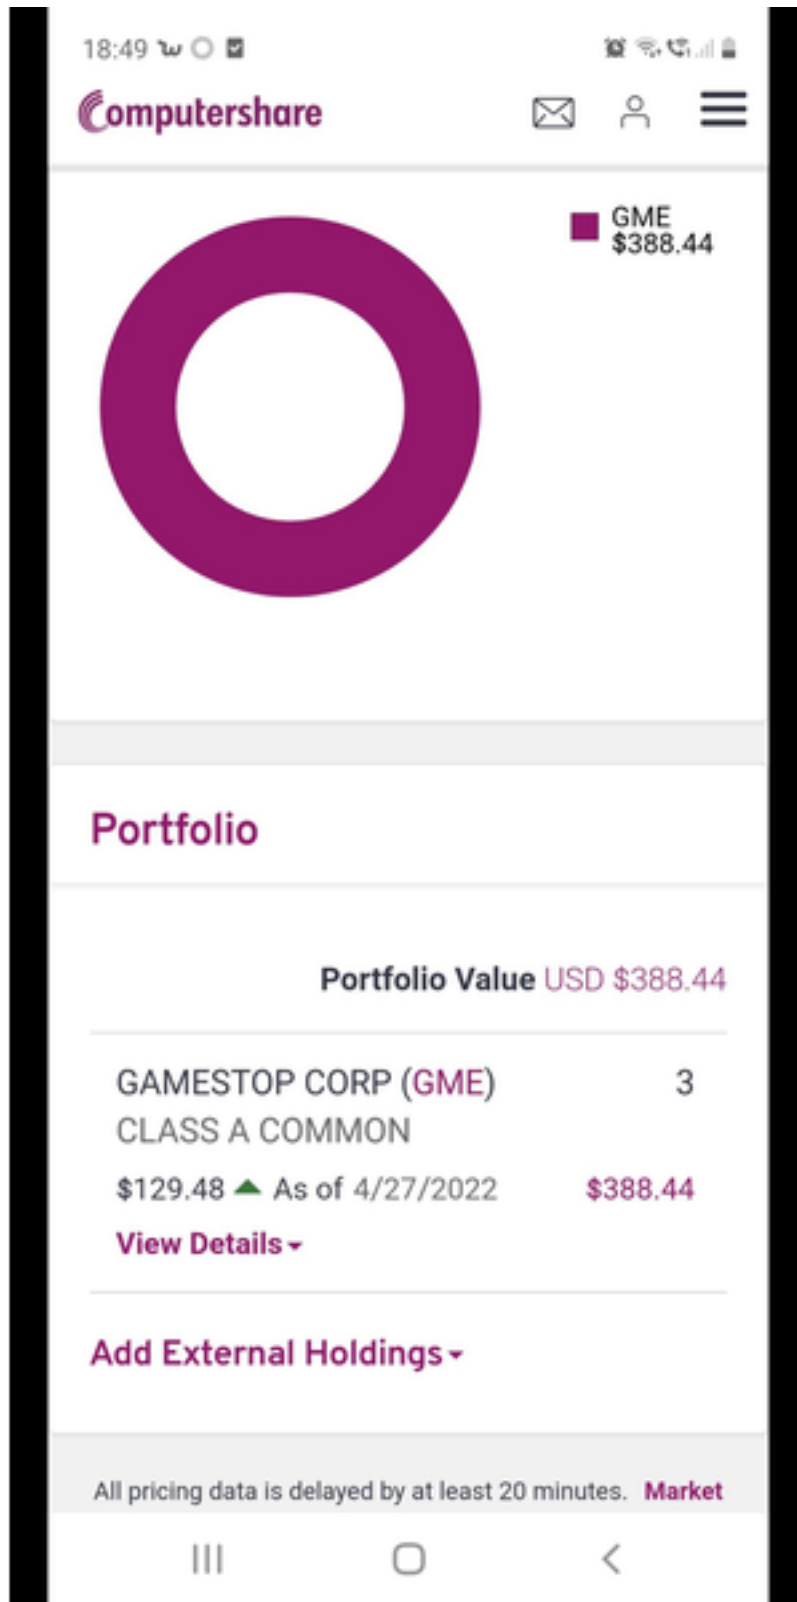 18:49
Computershare
GME
$388.44
Portfolio
Portfolio Value USD $388.44
GAMESTOP CORP (GME) 3
CLASS A COMMON
$129.48 As of 4/27/2022 $388.44
View Details
Add External Holdings
All pricing data is delayed by at least 20 minutes. Market